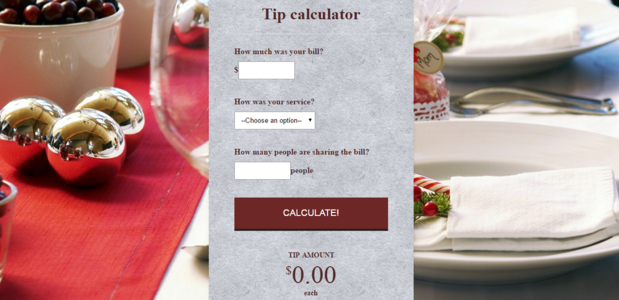 Tip calculator
How much was your bill?
$
How was your service?
--Choose an option--
How many people are sharing the bill?
people
CALCULATE!
TIP AMOUNT
$0.00
each
Mom